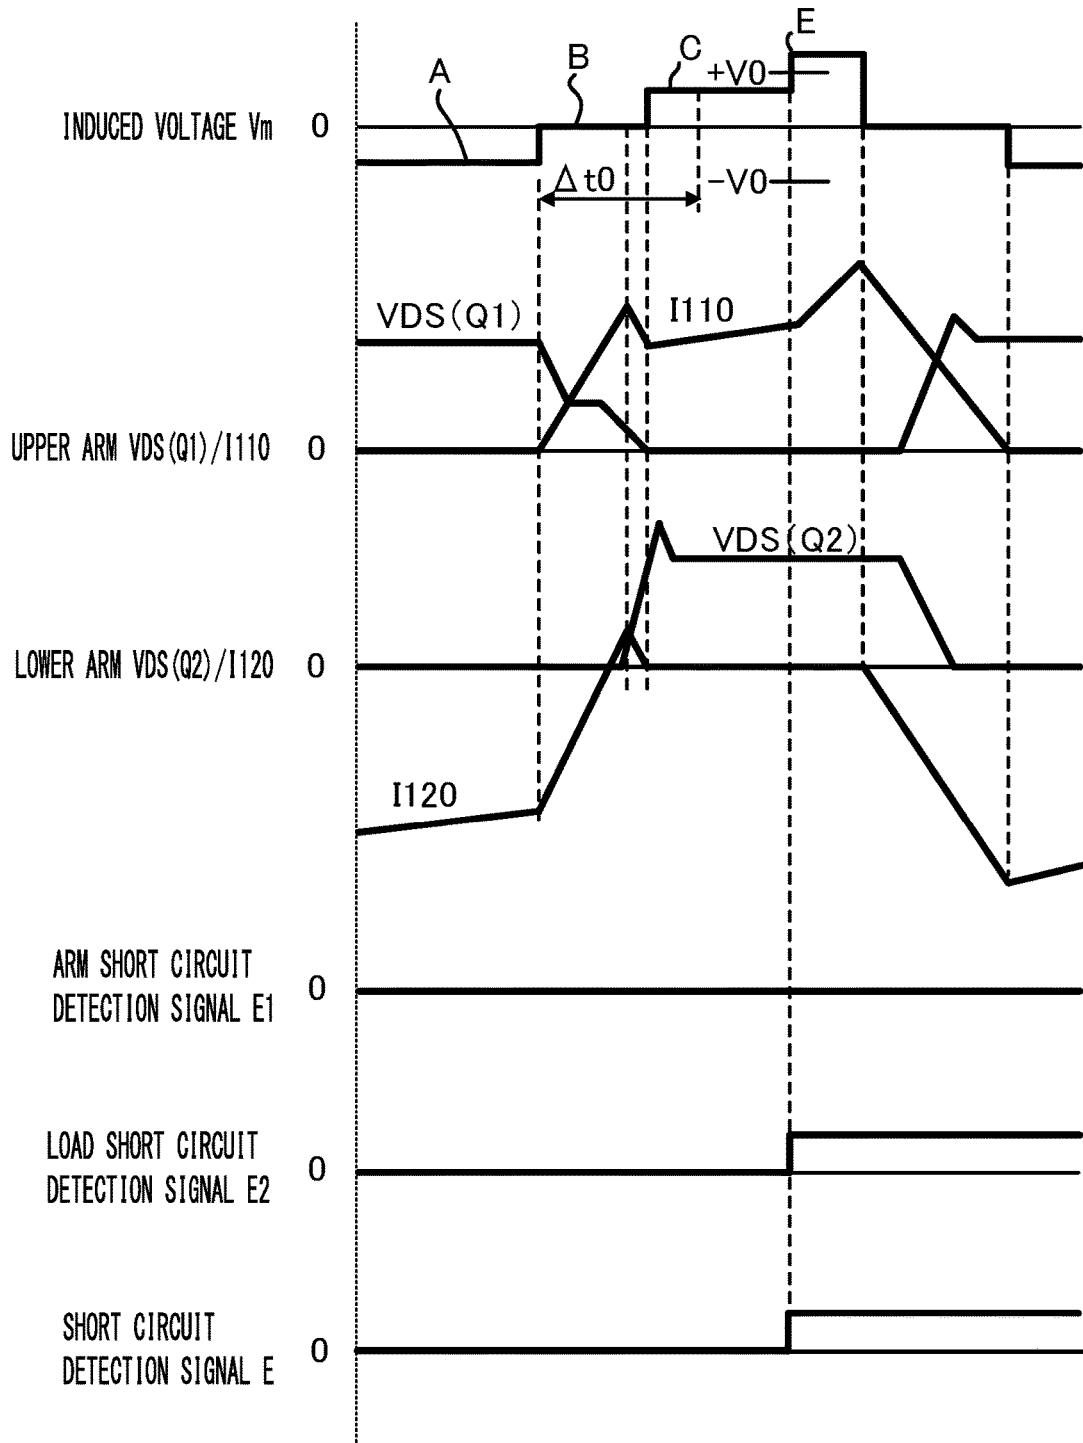 E
B
C
+V0
A
INDUCED VOLTAGE Vm 0
Δt0
-V0
VDS(Q1)
I110
UPPER ARM VDS(Q1)/I110 0
VDS(Q2)
LOWER ARM VDS(Q2)/I120 0
I120
ARM SHORT CIRCUIT
DETECTION SIGNAL E1
0
LOAD SHORT CIRCUIT
DETECTION SIGNAL E2
0
SHORT CIRCUIT
DETECTION SIGNAL E
0